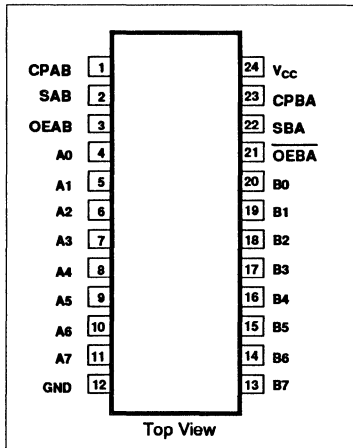 CPAB 1 24 VCC
SAB 2 23 CPBA
OEAB 3 22 SBA
A0 4 21 OEBA
A1 5 20 B0
A2 6 19 B1
A3 7 18 B2
A4 8 17 B3
A5 9 16 B4
A6 10 15 B5
A7 11 14 B6
GND 12 13 B7
Top View